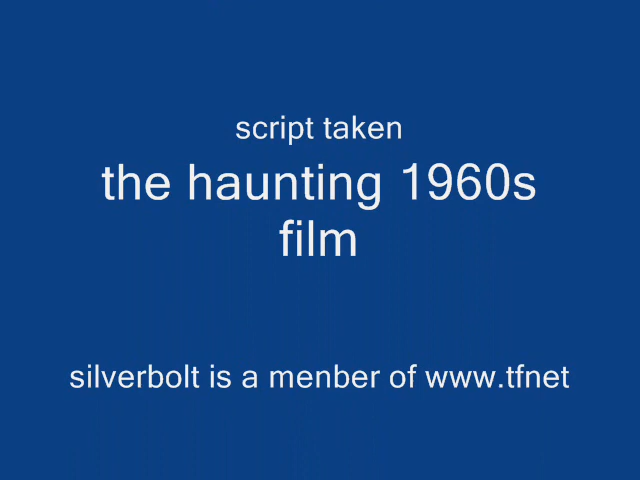 script taken
the haunting 1960s
film
silverbolt is a menber of www.tfnet